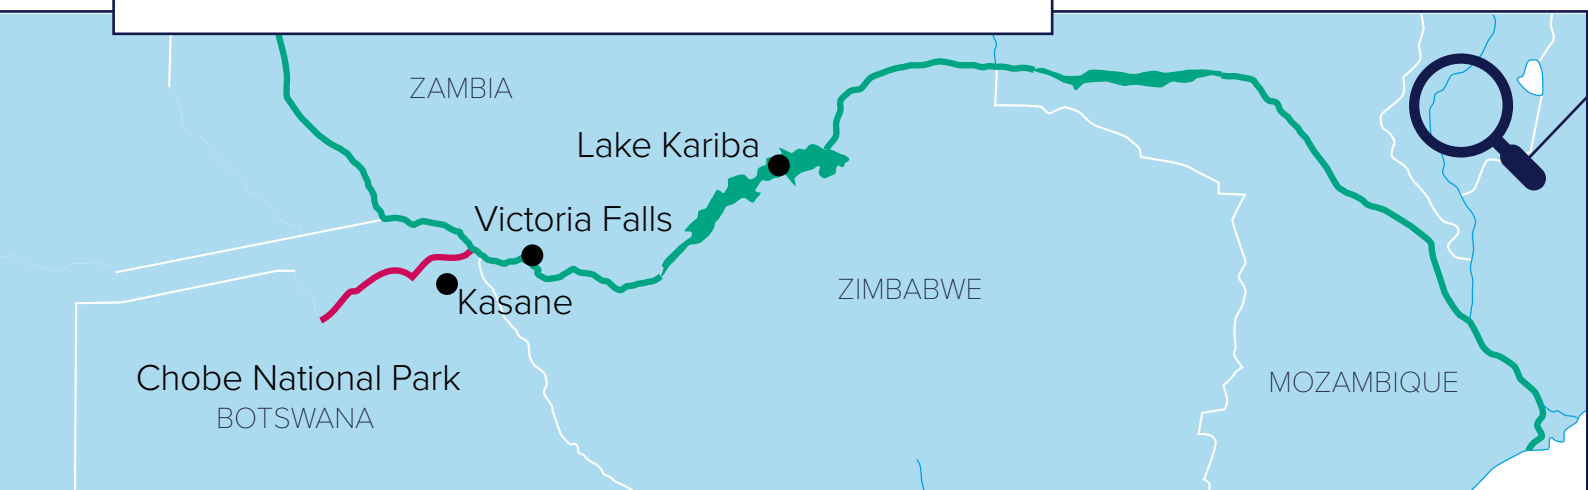 ZAMBIA
Lake Kariba
Victoria Falls
ZIMBABWE
Kasane
Chobe National Park
BOTSWANA
MOZAMBIQUE